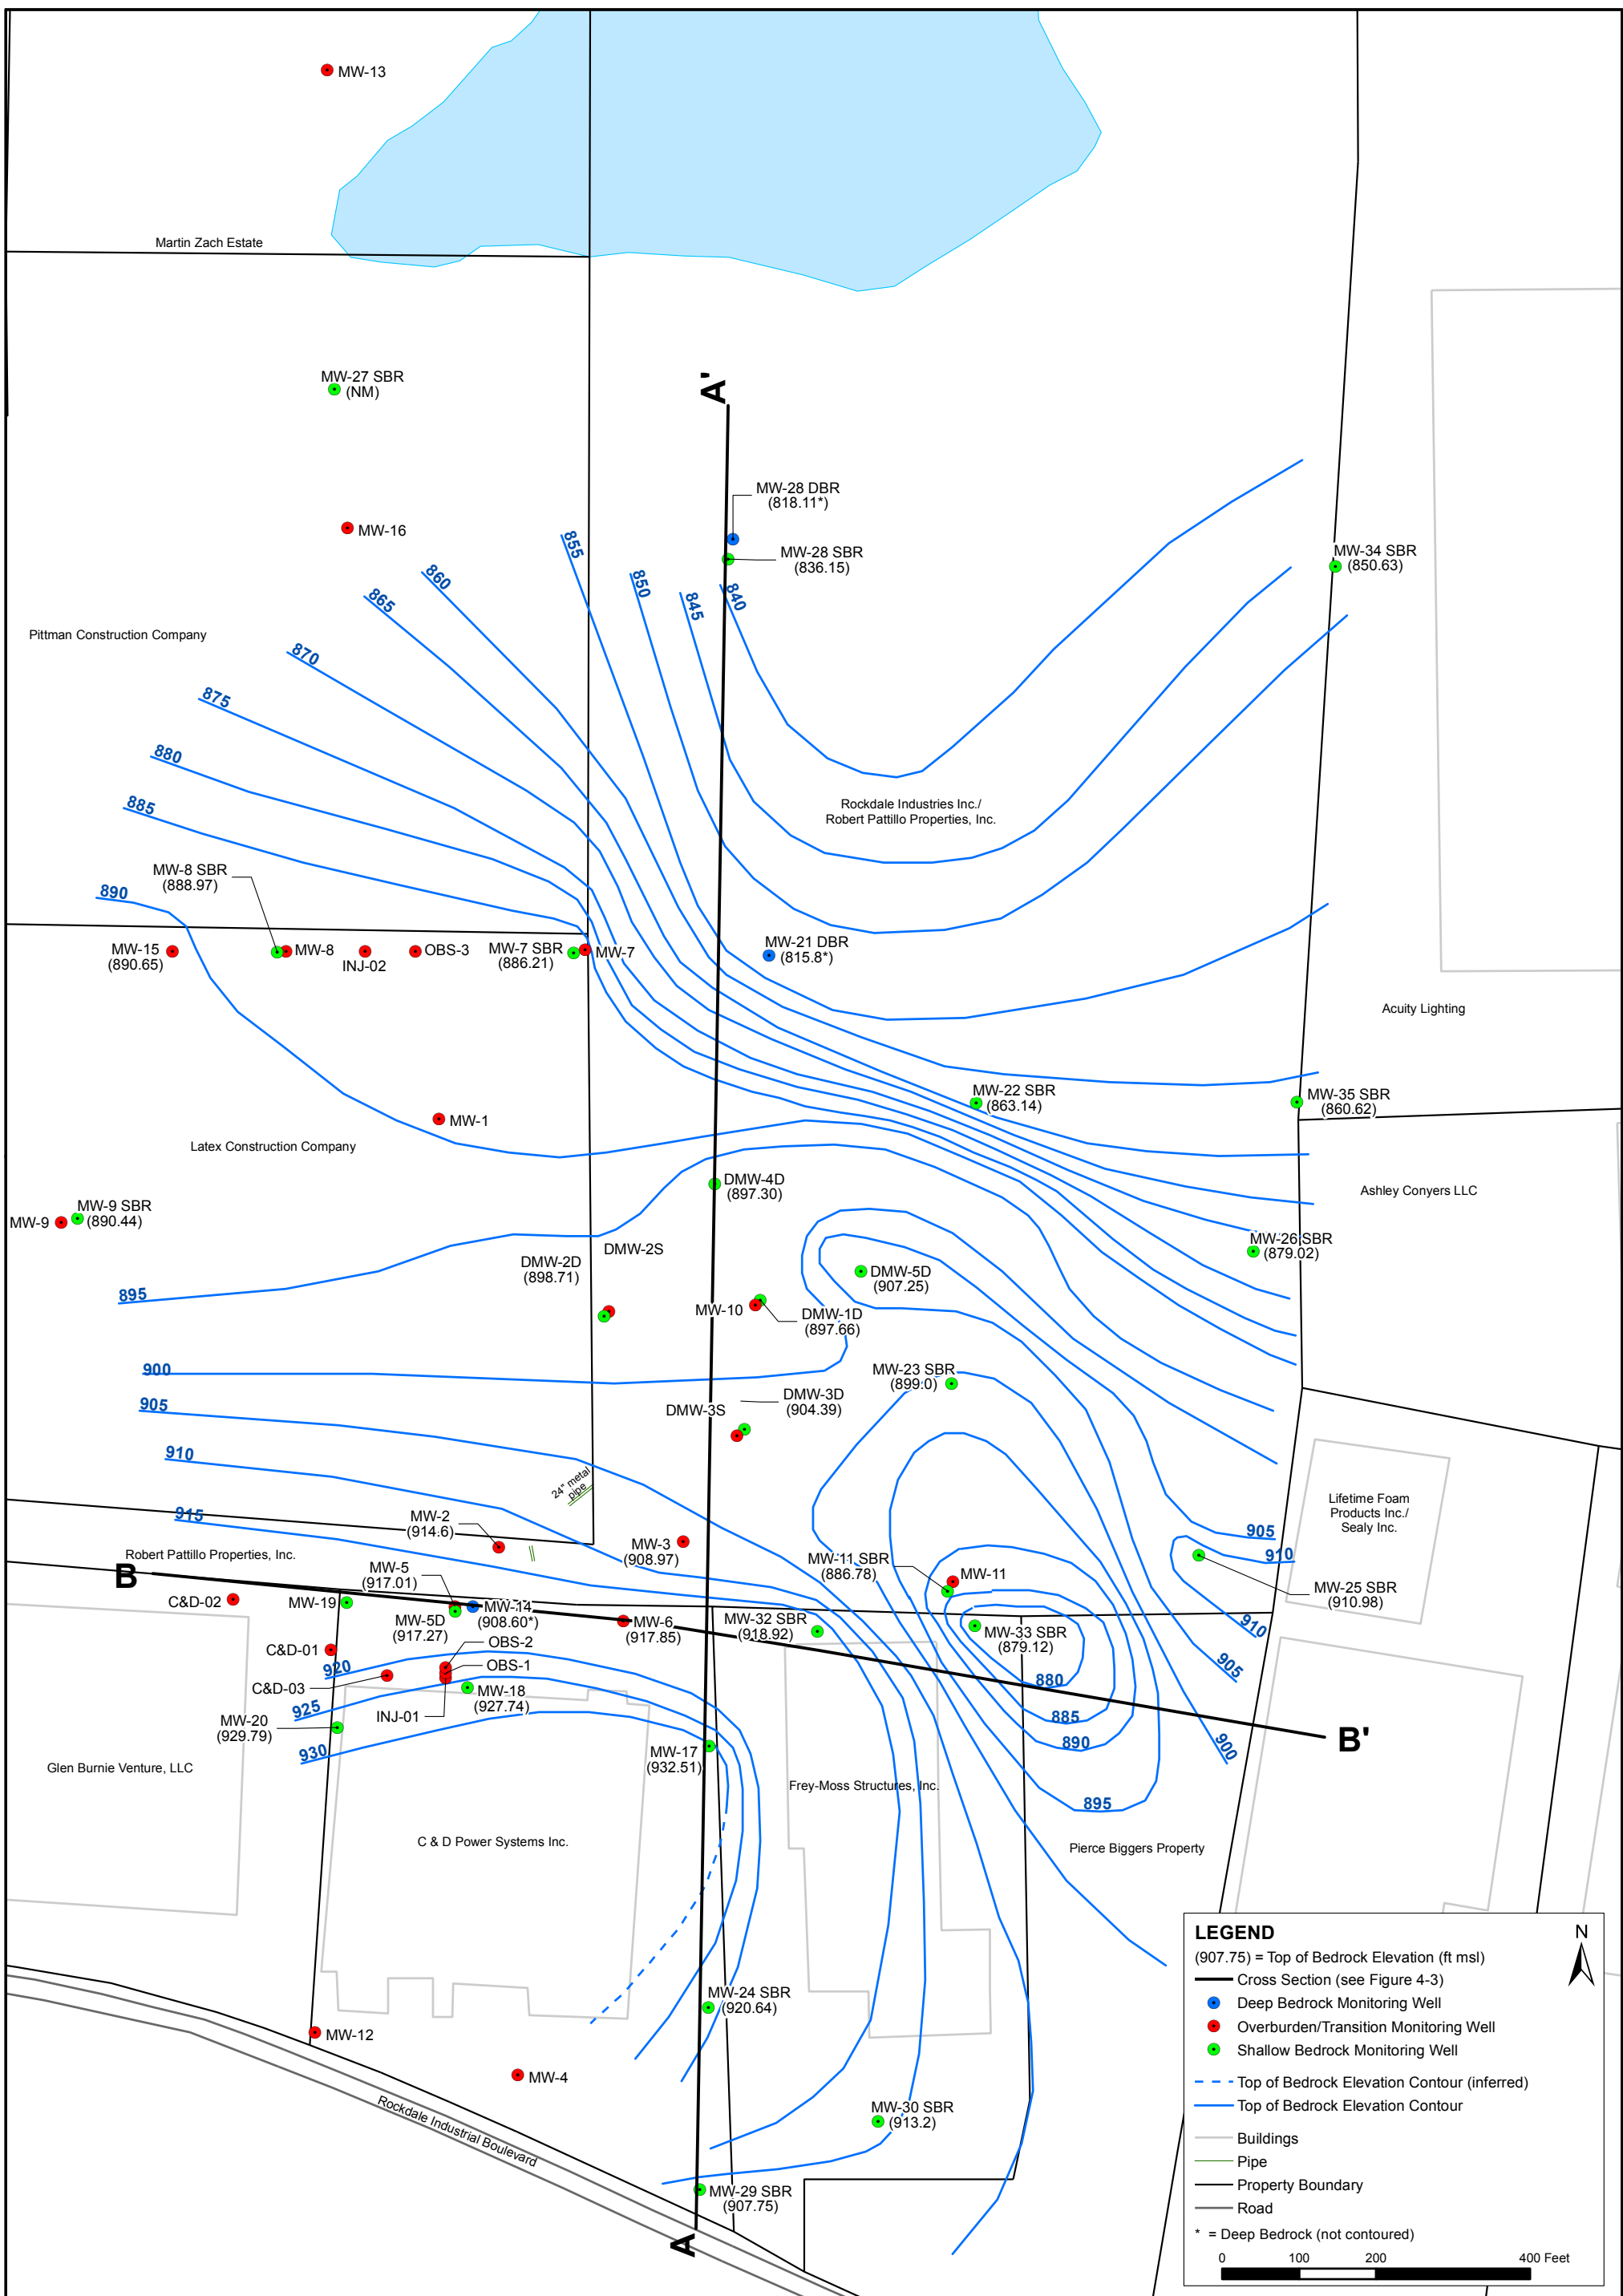 MW-13
Martin Zach Estate
MW-27 SBR
(NM)
A'
MW-28 DBR
(818.11*)
MW-16
855
MW-28 SBR
(836.15)
MW-34 SBR
(850.63)
860
850
845
840
865
Pittman Construction Company
870
875
880
885
Rockdale Industries Inc./
Robert Pattillo Properties, Inc.
MW-8 SBR
(888.97)
890
MW-15
(890.65)
MW-8
INJ-02
OBS-3
MW-7 SBR
(886.21)
MW-7
MW-21 DBR
(815.8*)
Acuity Lighting
MW-22 SBR
(863.14)
MW-35 SBR
(860.62)
MW-1
Latex Construction Company
DMW-4D
(897.30)
Ashley Conyers LLC
MW-9
MW-9 SBR
(890.44)
DMW-2S
DMW-2D
(898.71)
MW-26 SBR
(879.02)
DMW-5D
(907.25)
895
MW-10
DMW-1D
(897.66)
900
MW-23 SBR
(899.0)
905
DMW-3D
(904.39)
DMW-3S
910
24" metal
pipe
915
MW-2
(914.6)
Lifetime Foam
Products Inc./
Sealy Inc.
905
910
Robert Pattillo Properties, Inc.
MW-3
(908.97)
MW-11 SBR
(886.78)
MW-11
B
MW-5
(917.01)
MW-25 SBR
(910.98)
C&D-02
MW-19
MW-5D
(917.27)
MW-14
(908.60*)
MW-6
(917.85)
MW-32 SBR
(918.92)
MW-33 SBR
(879.12)
910
C&D-01
OBS-2
920
OBS-1
905
C&D-03
880
MW-18
(927.74)
925
INJ-01
885
MW-20
(929.79)
890
900
B'
930
MW-17
(932.51)
Glen Burnie Venture, LLC
Frey-Moss Structures, Inc.
895
C & D Power Systems Inc.
Pierce Biggers Property
MW-24 SBR
(920.64)
MW-12
MW-4
Rockdale Industrial Boulevard
MW-30 SBR
(913.2)
MW-29 SBR
(907.75)
A
LEGEND
N
(907.75) = Top of Bedrock Elevation (ft msl)
Cross Section (see Figure 4-3)
Deep Bedrock Monitoring Well
Overburden/Transition Monitoring Well
Shallow Bedrock Monitoring Well
Top of Bedrock Elevation Contour (inferred)
Top of Bedrock Elevation Contour
Buildings
Pipe
Property Boundary
Road
* = Deep Bedrock (not contoured)
0 100 200 400 Feet